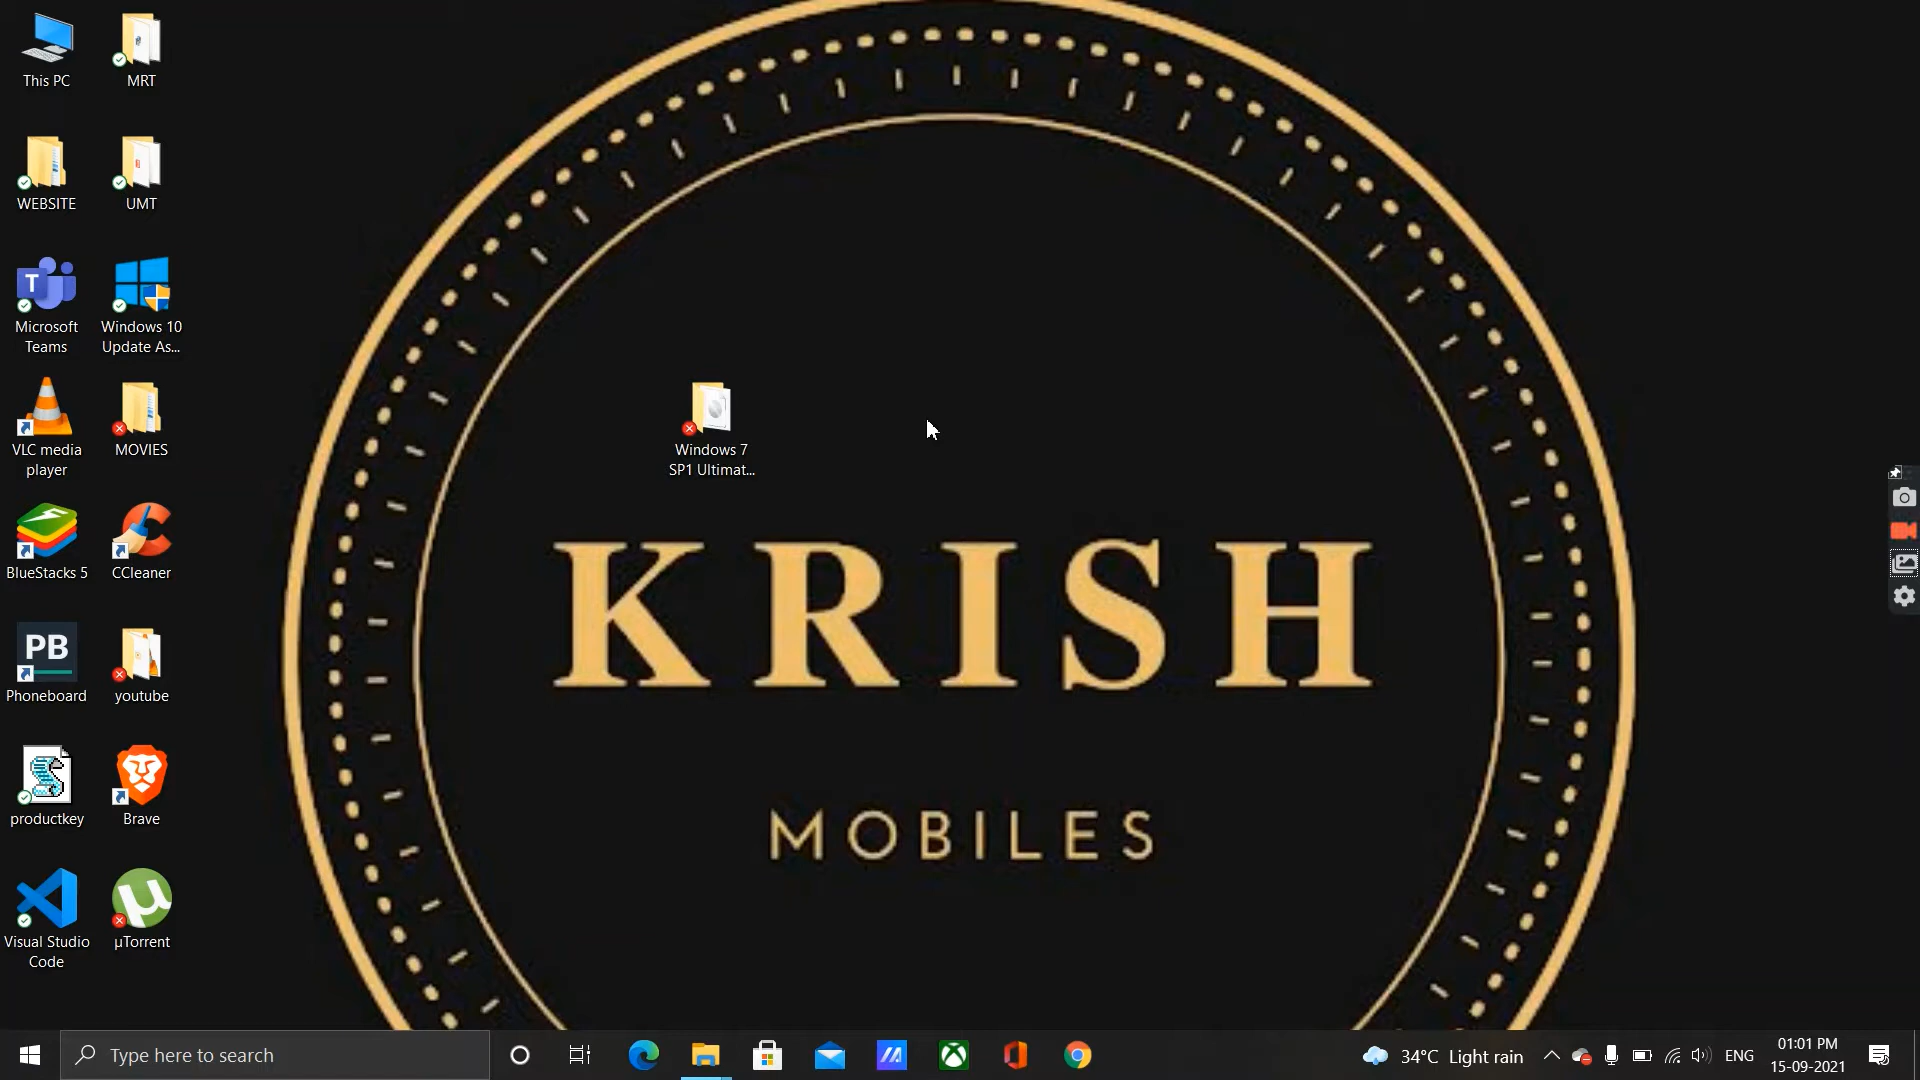 This PC
MRT
WEBSITE
UMT
Microsoft
Teams
Windows 10
Update As...
VLC media
player
MOVIES
Windows 7
SP1 Ultimat...
BlueStacks 5
CCleaner
PB
Phoneboard
youtube
productkey
Brave
Visual Studio
Code
µTorrent
KRISH
MOBILES
Type here to search
34°C Light rain
ENG
01:01 PM
15-09-2021